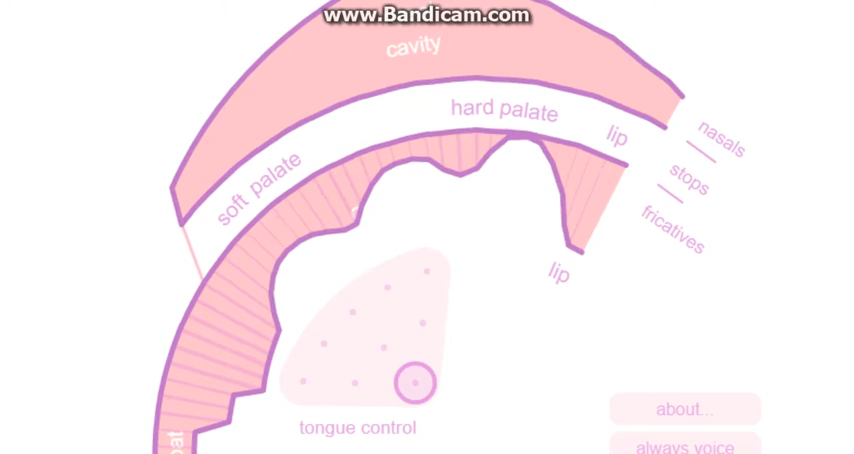 www.Bandicam.com
cavity
hard palate
lip
nasals
soft palate
stops
fricatives
lip
tongue control
about...
always voice